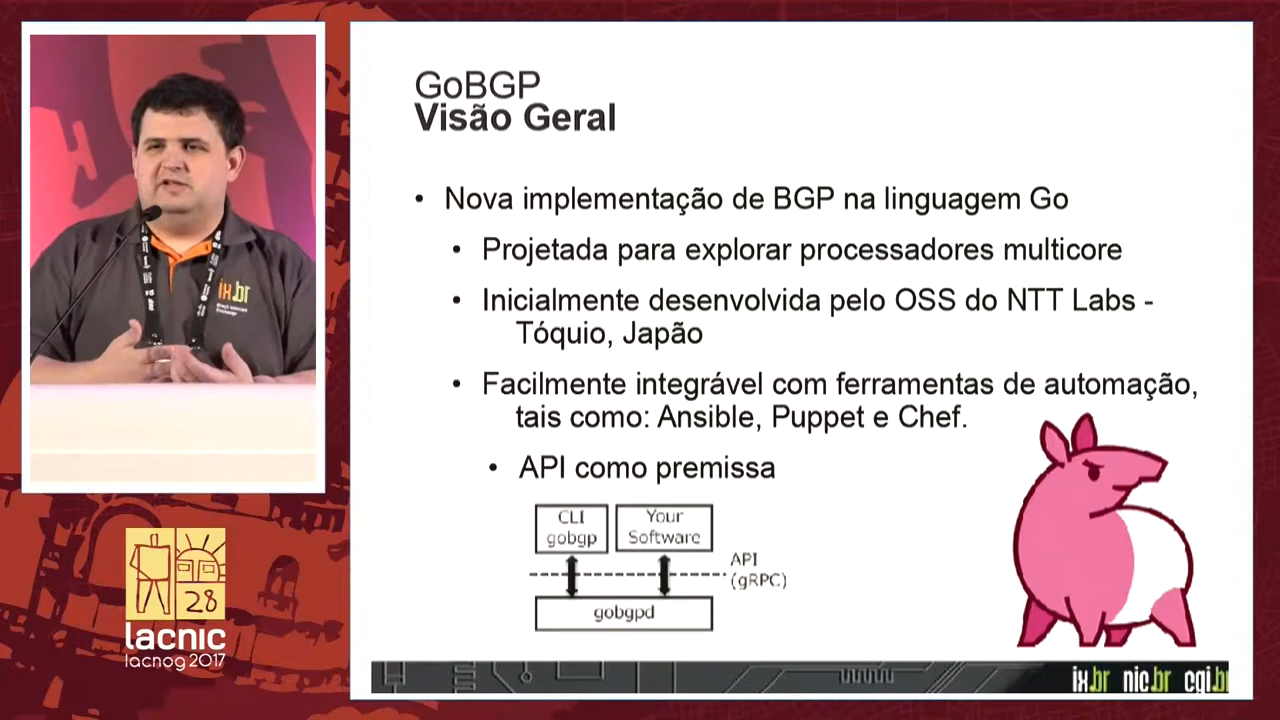 GoBGP
Visão Geral
• Nova implementação de BGP na linguagem Go
• Projetada para explorar processadores multicore
• Inicialmente desenvolvida pelo OSS do NTT Labs -
Tóquio, Japão
• Facilmente integrável com ferramentas de automação,
tais como: Ansible, Puppet e Chef.
• API como premissa
CLI
gobgp
Your
Software
API
(gRPC)
gobgpd
ix.br nic.br cgi.br
ix.br
28
lacnic
lacnog 2017